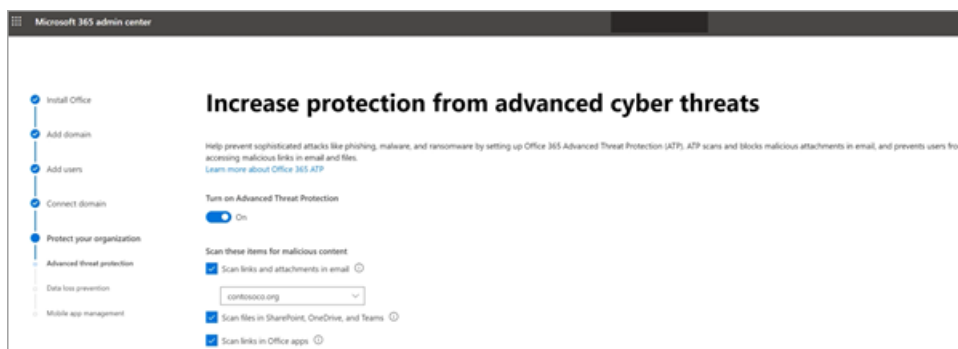 Microsoft 365 admin center
Install Office
Add domain
Add users
Connect domain
Protect your organization
Advanced threat protection
Data loss prevention
Mobile app management
Increase protection from advanced cyber threats
Help prevent sophisticated attacks like phishing, malware, and ransomware by setting up Office 365 Advanced Threat Protection (ATP). ATP scans and blocks malicious attachments in email, and prevents users fro
accessing malicious links in email and files.
Learn more about Office 365 ATP
Turn on Advanced Threat Protection
On
Scan these items for malicious content
Scan links and attachments in email
contosoco.org
Scan files in SharePoint, OneDrive, and Teams
Scan links in Office apps